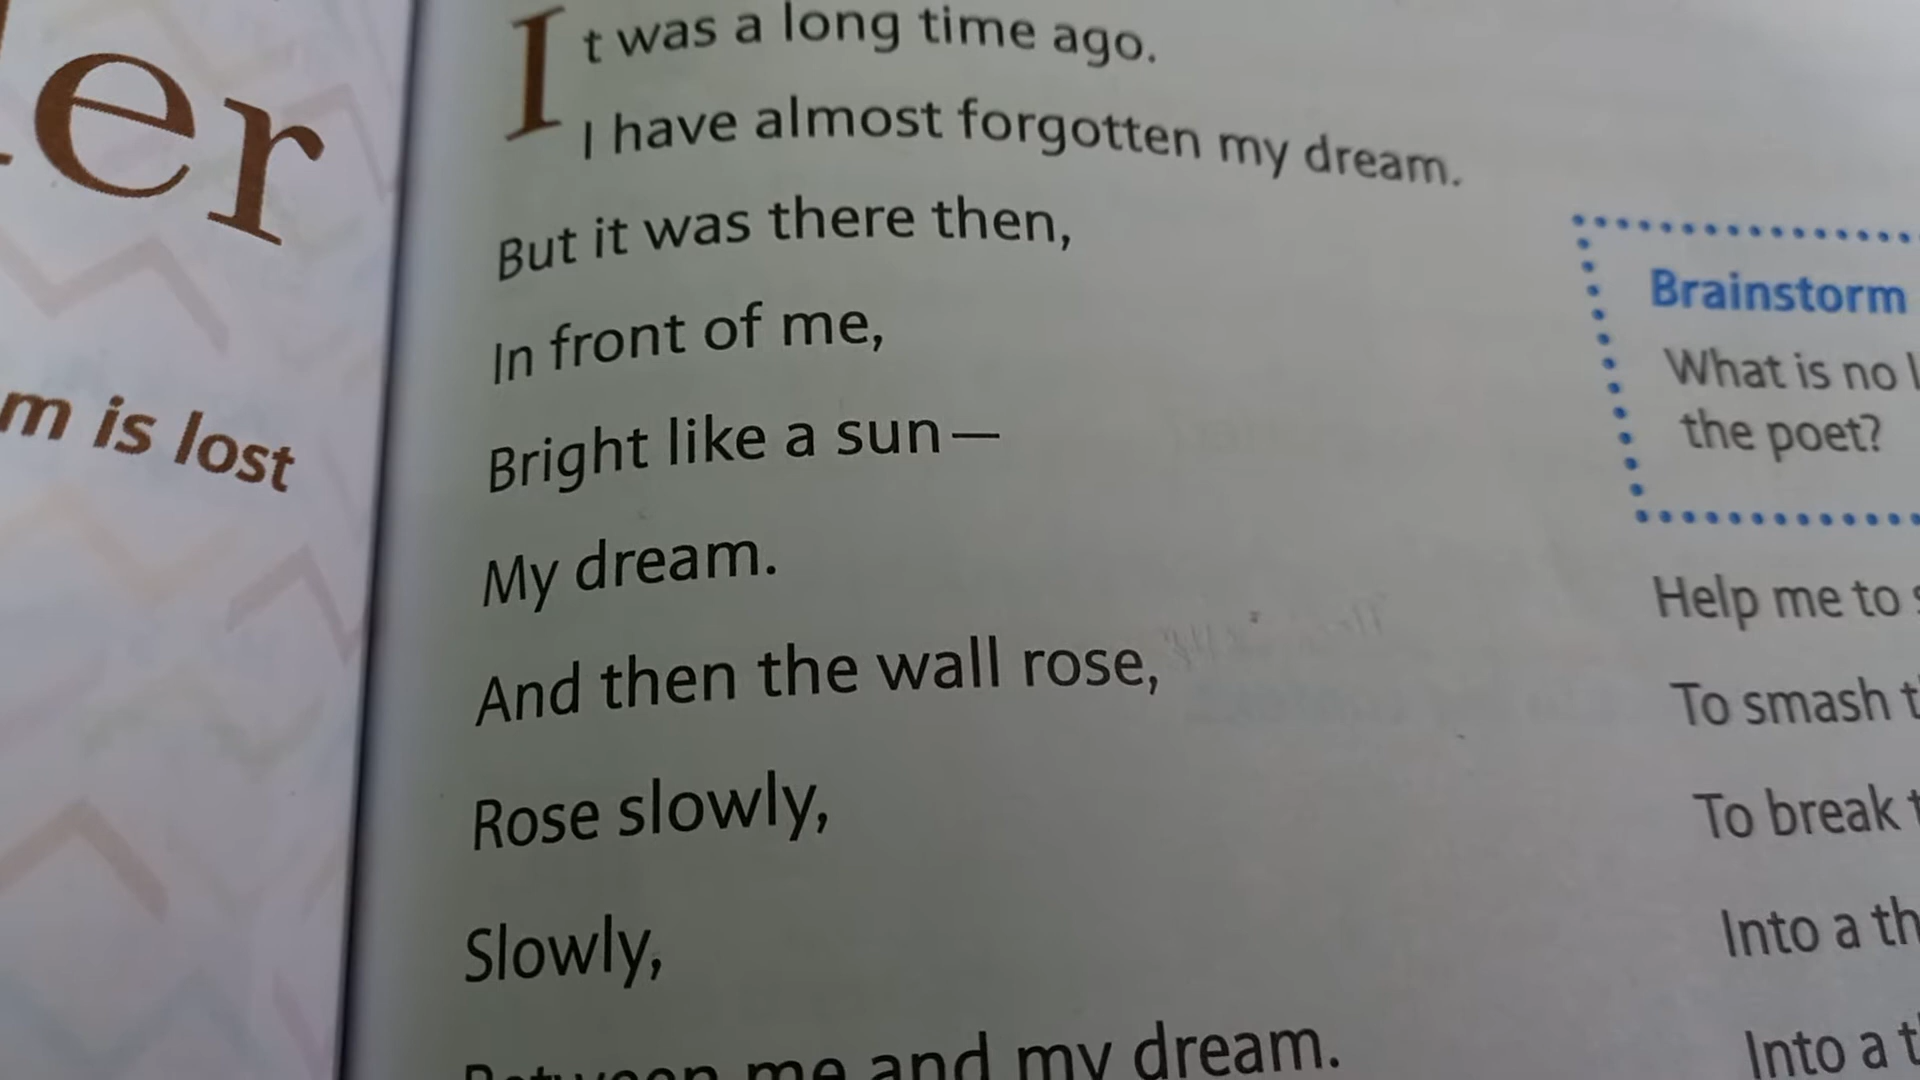 er
m is lost
It was a long time ago.
I have almost forgotten my dream.
But it was there then,
In front of me,
Bright like a sun—
My dream.
And then the wall rose,
Rose slowly,
Slowly,
Between me and my dream.
Brainstorm
What is no l
the poet?
Help me to
To smash t
To break t
Into a th
Into a t